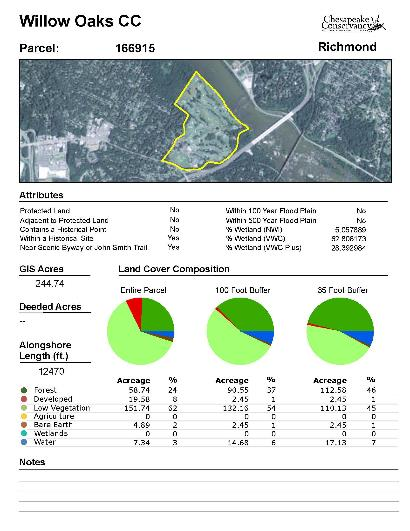 Willow Oaks CC
Chesapeake Conservancy
Parcel: 166915 Richmond
Attributes
Protected Land No Within 100 Year Flood Plain No
Adjacent to Protected Land No Within 500 Year Flood Plain No
Contains a Historical Point No % Wetland (NWI) 6.057889
Within a Historical Site Yes % Wetland (VWC) 52.806173
Near Scenic Byway or John Smith Trail Yes % Wetland (VWC Plus) 28.392984
GIS Acres Land Cover Composition
244.74 Entire Parcel 100 Foot Buffer 35 Foot Buffer
Deeded Acres
--
Alongshore
Length (ft.)
12470
Acreage % Acreage % Acreage %
Forest 58.74 24 90.55 37 112.58 46
Developed 19.58 8 2.45 1 2.45 1
Low Vegetation 151.74 62 132.16 54 110.13 45
Agriculture 0 0 0 0 0 0
Bare Earth 4.89 2 2.45 1 2.45 1
Wetlands 0 0 0 0 0 0
Water 7.34 3 14.68 6 17.13 7
Notes